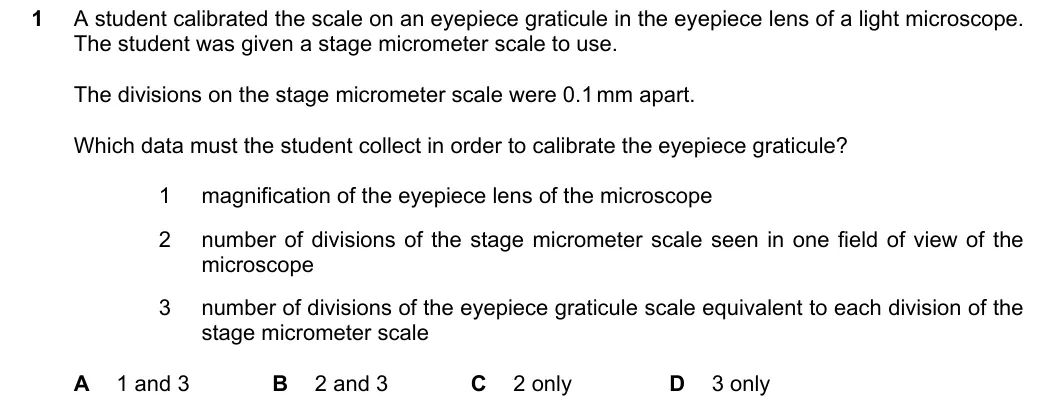 1 A student calibrated the scale on an eyepiece graticule in the eyepiece lens of a light microscope.
The student was given a stage micrometer scale to use.
The divisions on the stage micrometer scale were 0.1 mm apart.
Which data must the student collect in order to calibrate the eyepiece graticule?
1 magnification of the eyepiece lens of the microscope
2 number of divisions of the stage micrometer scale seen in one field of view of the
microscope
3 number of divisions of the eyepiece graticule scale equivalent to each division of the
stage micrometer scale
A 1 and 3 B 2 and 3 C 2 only D 3 only